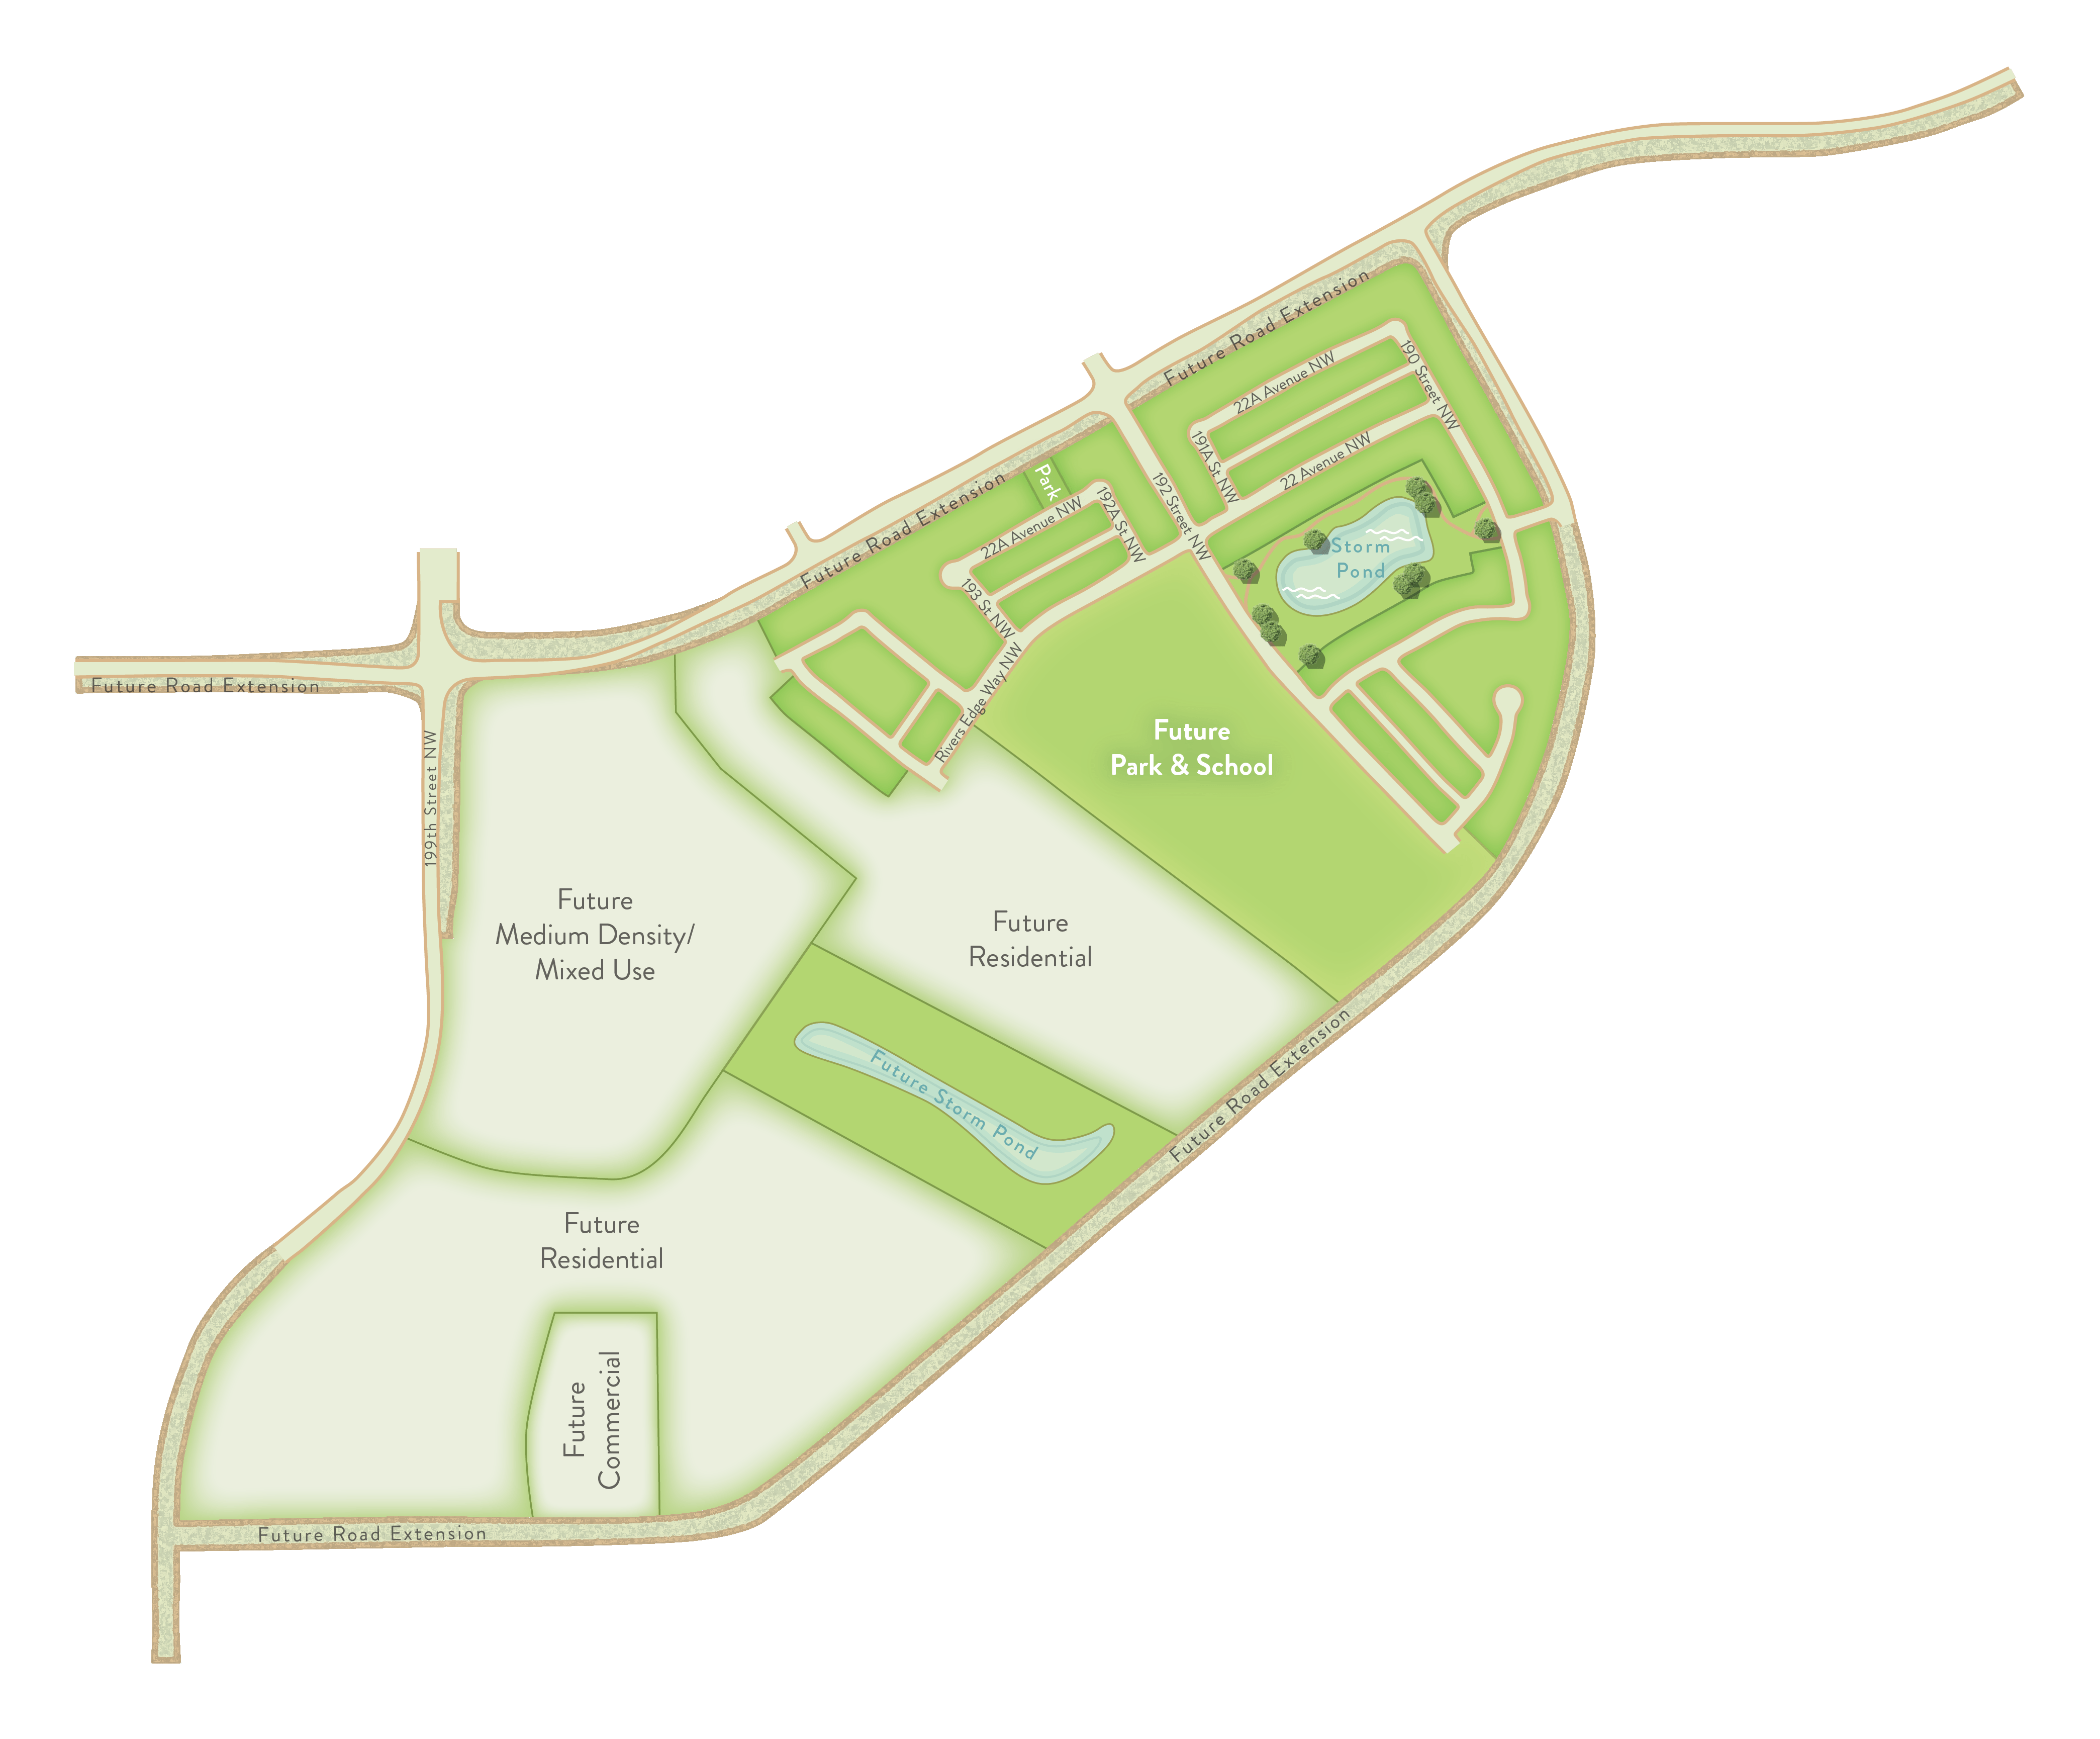 Future Road Extension
190 Street NW
22A Avenue NW
191A St. NW
22 Avenue NW
Park
192 Street NW
192A St. NW
22A Avenue NW
Future Road Extension
193 St. NW
Storm
Pond
Rivers Edge Way NW
Future Road Extension
199th Street NW
Future
Park & School
Future
Medium Density/
Mixed Use
Future
Residential
Future Storm Pond
Future Road Extension
Future
Residential
Future
Commercial
Future Road Extension